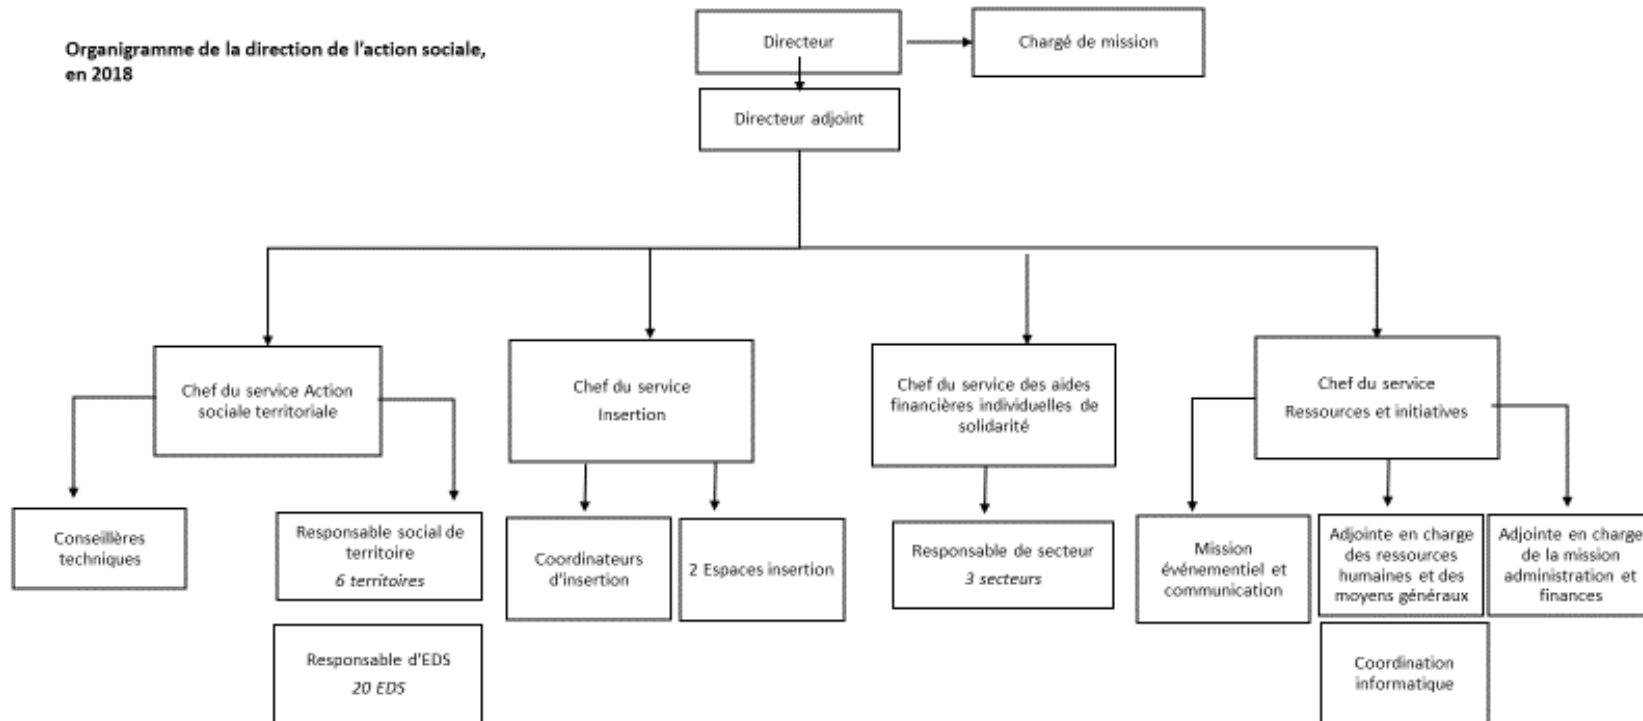 Organigramme de la direction de l'action sociale,
en 2018
Directeur
Chargé de mission
Directeur adjoint
Chef du service Action
sociale territoriale
Chef du service
Insertion
Chef du service des aides
financières individuelles de
solidarité
Chef du service
Ressources et initiatives
Conseillères
techniques
Responsable social de
territoire
6 territoires
Coordinateurs
d'insertion
2 Espaces insertion
Responsable de secteur
3 secteurs
Mission
événementiel et
communication
Adjointe en charge
des ressources
humaines et des
moyens généraux
Adjointe en charge
de la mission
administration et
finances
Responsable d'EDS
20 EDS
Coordination
informatique